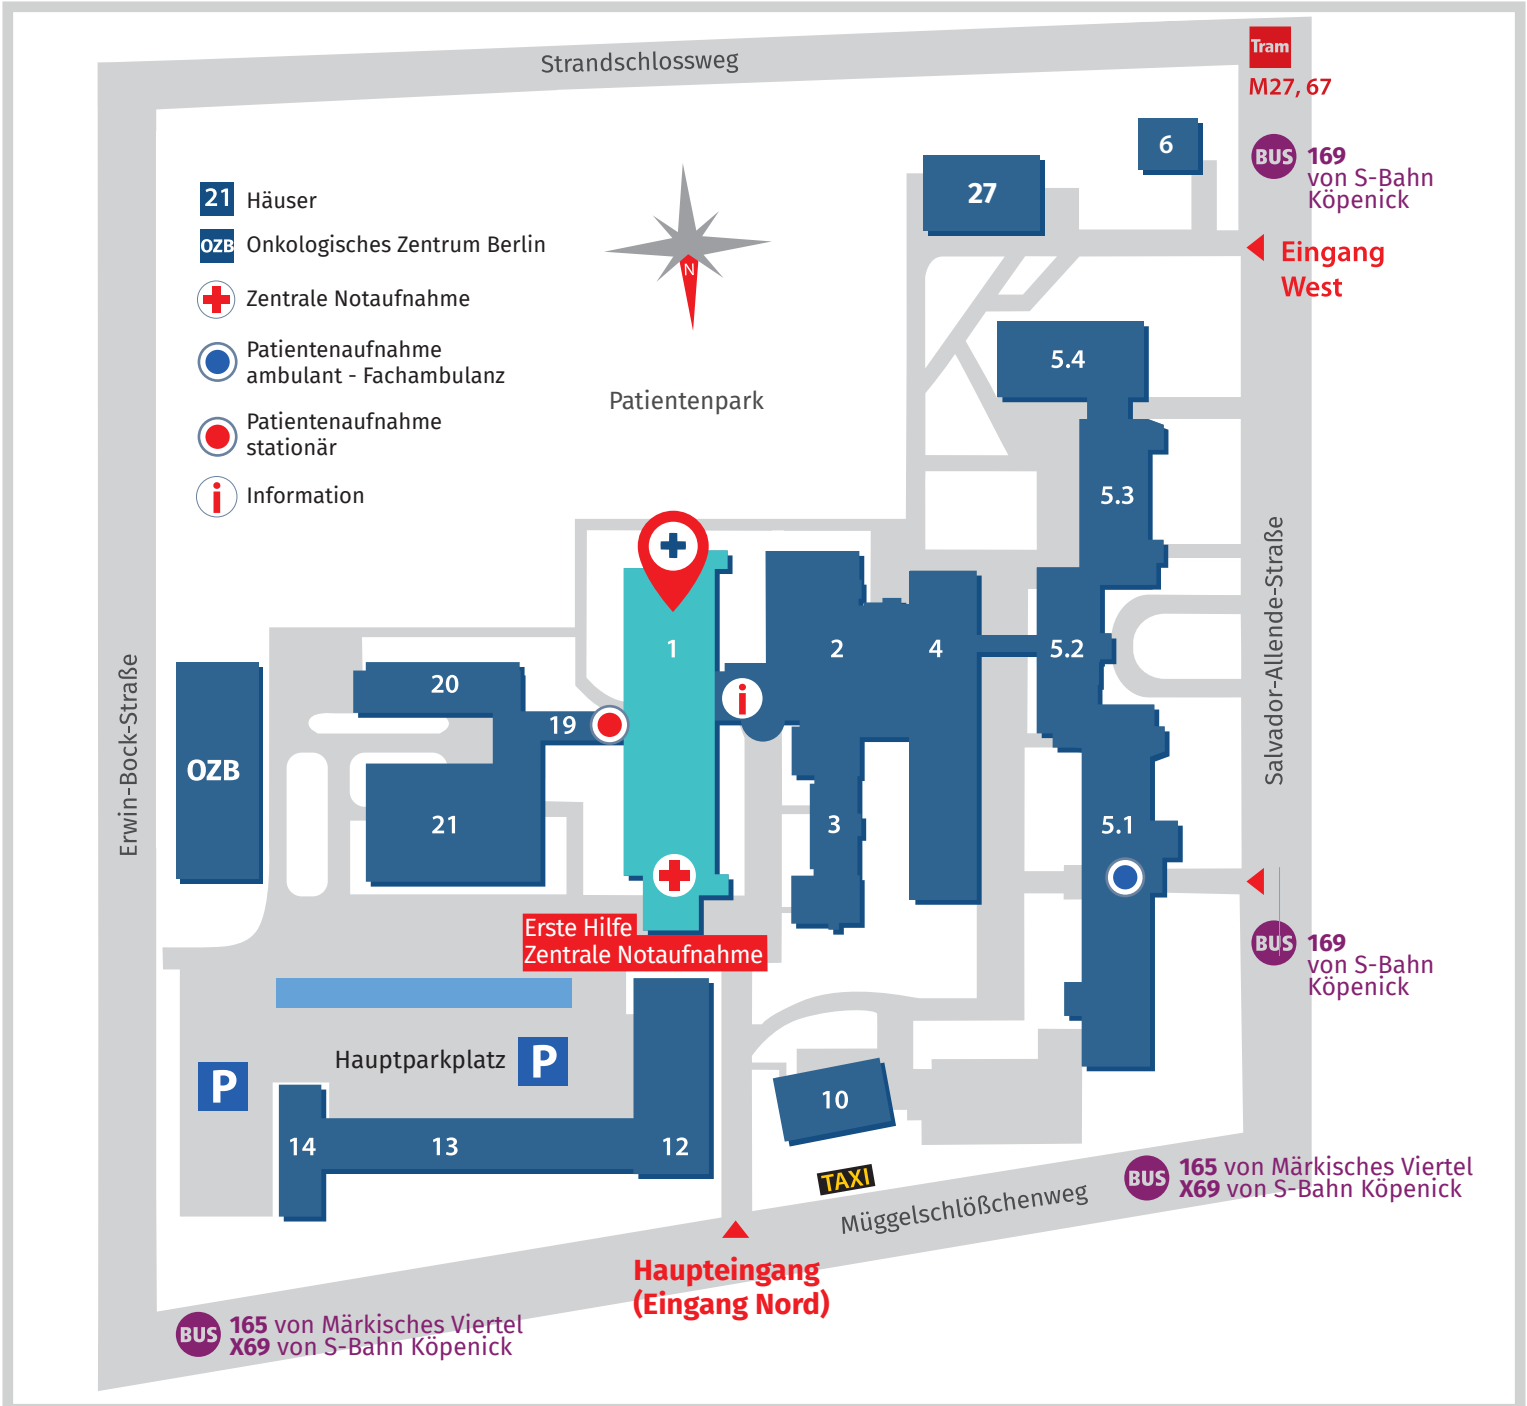 Strandschlossweg
Tram
M27, 67
6
BUS 169
von S-Bahn
Köpenick
27
21 Häuser
OZB Onkologisches Zentrum Berlin
Zentrale Notaufnahme
Patientenaufnahme
ambulant - Fachambulanz
Patientenaufnahme
stationär
i Information
N
Patientenpark
Eingang
West
5.4
5.3
1
2
4
5.2
i
20
19
OZB
21
3
5.1
Erwin-Bock-Straße
Salvador-Allende-Straße
Erste Hilfe
Zentrale Notaufnahme
BUS 169
von S-Bahn
Köpenick
Hauptparkplatz P
P
10
14
13
12
TAXI
Müggelschlößchenweg
BUS 165 von Märkisches Viertel
X69 von S-Bahn Köpenick
Haupteingang
(Eingang Nord)
BUS 165 von Märkisches Viertel
X69 von S-Bahn Köpenick